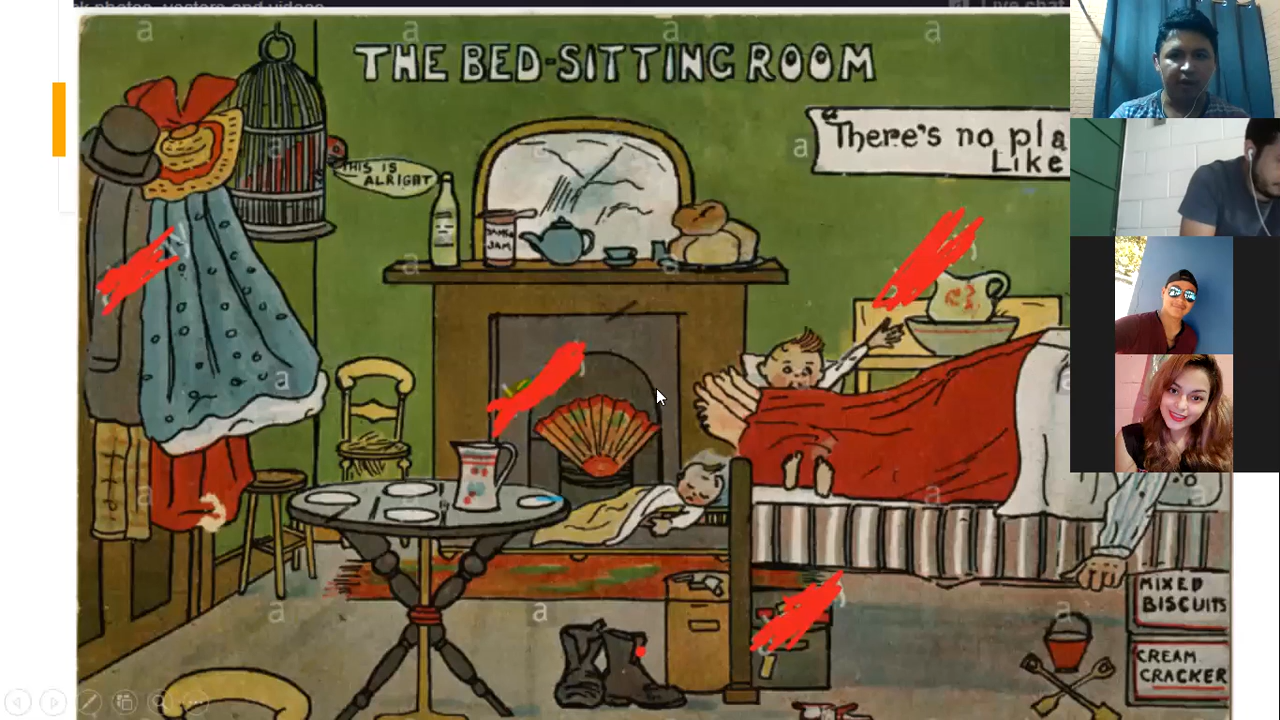 THE BED-SITTING ROOM
"There's no pla
Like
THIS IS
ALRIGHT
JAM
MIXED
BISCUITS
CREAM
CRACKER